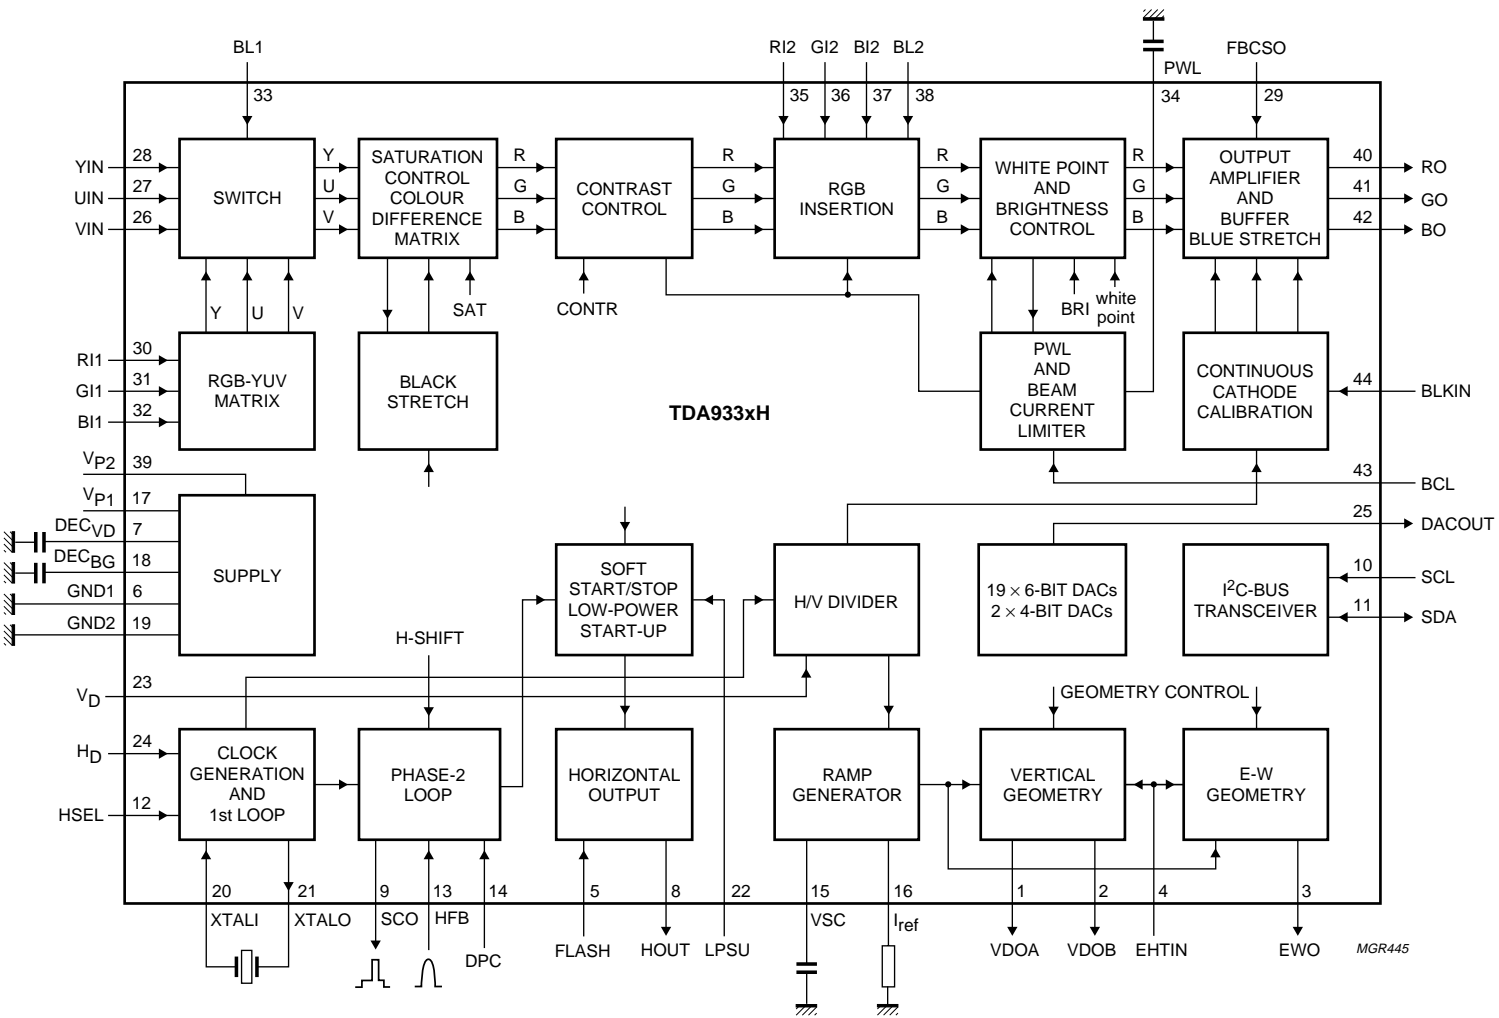 BL1
RI2 GI2 BI2 BL2
PWL
FBCSO
33
35 36 37 38
34
29
YIN 28
UIN 27
VIN 26
SWITCH
Y
U
V
SATURATION
CONTROL
COLOUR
DIFFERENCE
MATRIX
R
G
B
CONTRAST
CONTROL
R
G
B
RGB
INSERTION
R
G
B
WHITE POINT
AND
BRIGHTNESS
CONTROL
R
G
B
OUTPUT
AMPLIFIER
AND
BUFFER
BLUE STRETCH
40 RO
41 GO
42 BO
Y U V
SAT
CONTR
BRI
white
point
RI1 30
GI1 31
BI1 32
RGB-YUV
MATRIX
BLACK
STRETCH
TDA933xH
PWL
AND
BEAM
CURRENT
LIMITER
CONTINUOUS
CATHODE
CALIBRATION
44 BLKIN
43 BCL
25 DACOUT
VP2 39
VP1 17
DECVD 7
DECBG 18
GND1 6
GND2 19
SUPPLY
SOFT
START/STOP
LOW-POWER
START-UP
H/V DIVIDER
19 × 6-BIT DACs
2 × 4-BIT DACs
I2C-BUS
TRANSCEIVER
10 SCL
11 SDA
H-SHIFT
VD 23
GEOMETRY CONTROL
HD 24
HSEL 12
CLOCK
GENERATION
AND
1st LOOP
PHASE-2
LOOP
HORIZONTAL
OUTPUT
RAMP
GENERATOR
VERTICAL
GEOMETRY
E-W
GEOMETRY
20 21 9 13 14 5 8 22 15 16 1 2 4 3
XTALI XTALO SCO HFB
DPC
FLASH HOUT LPSU
VSC Iref
VDOA VDOB EHTIN EWO
MGR445